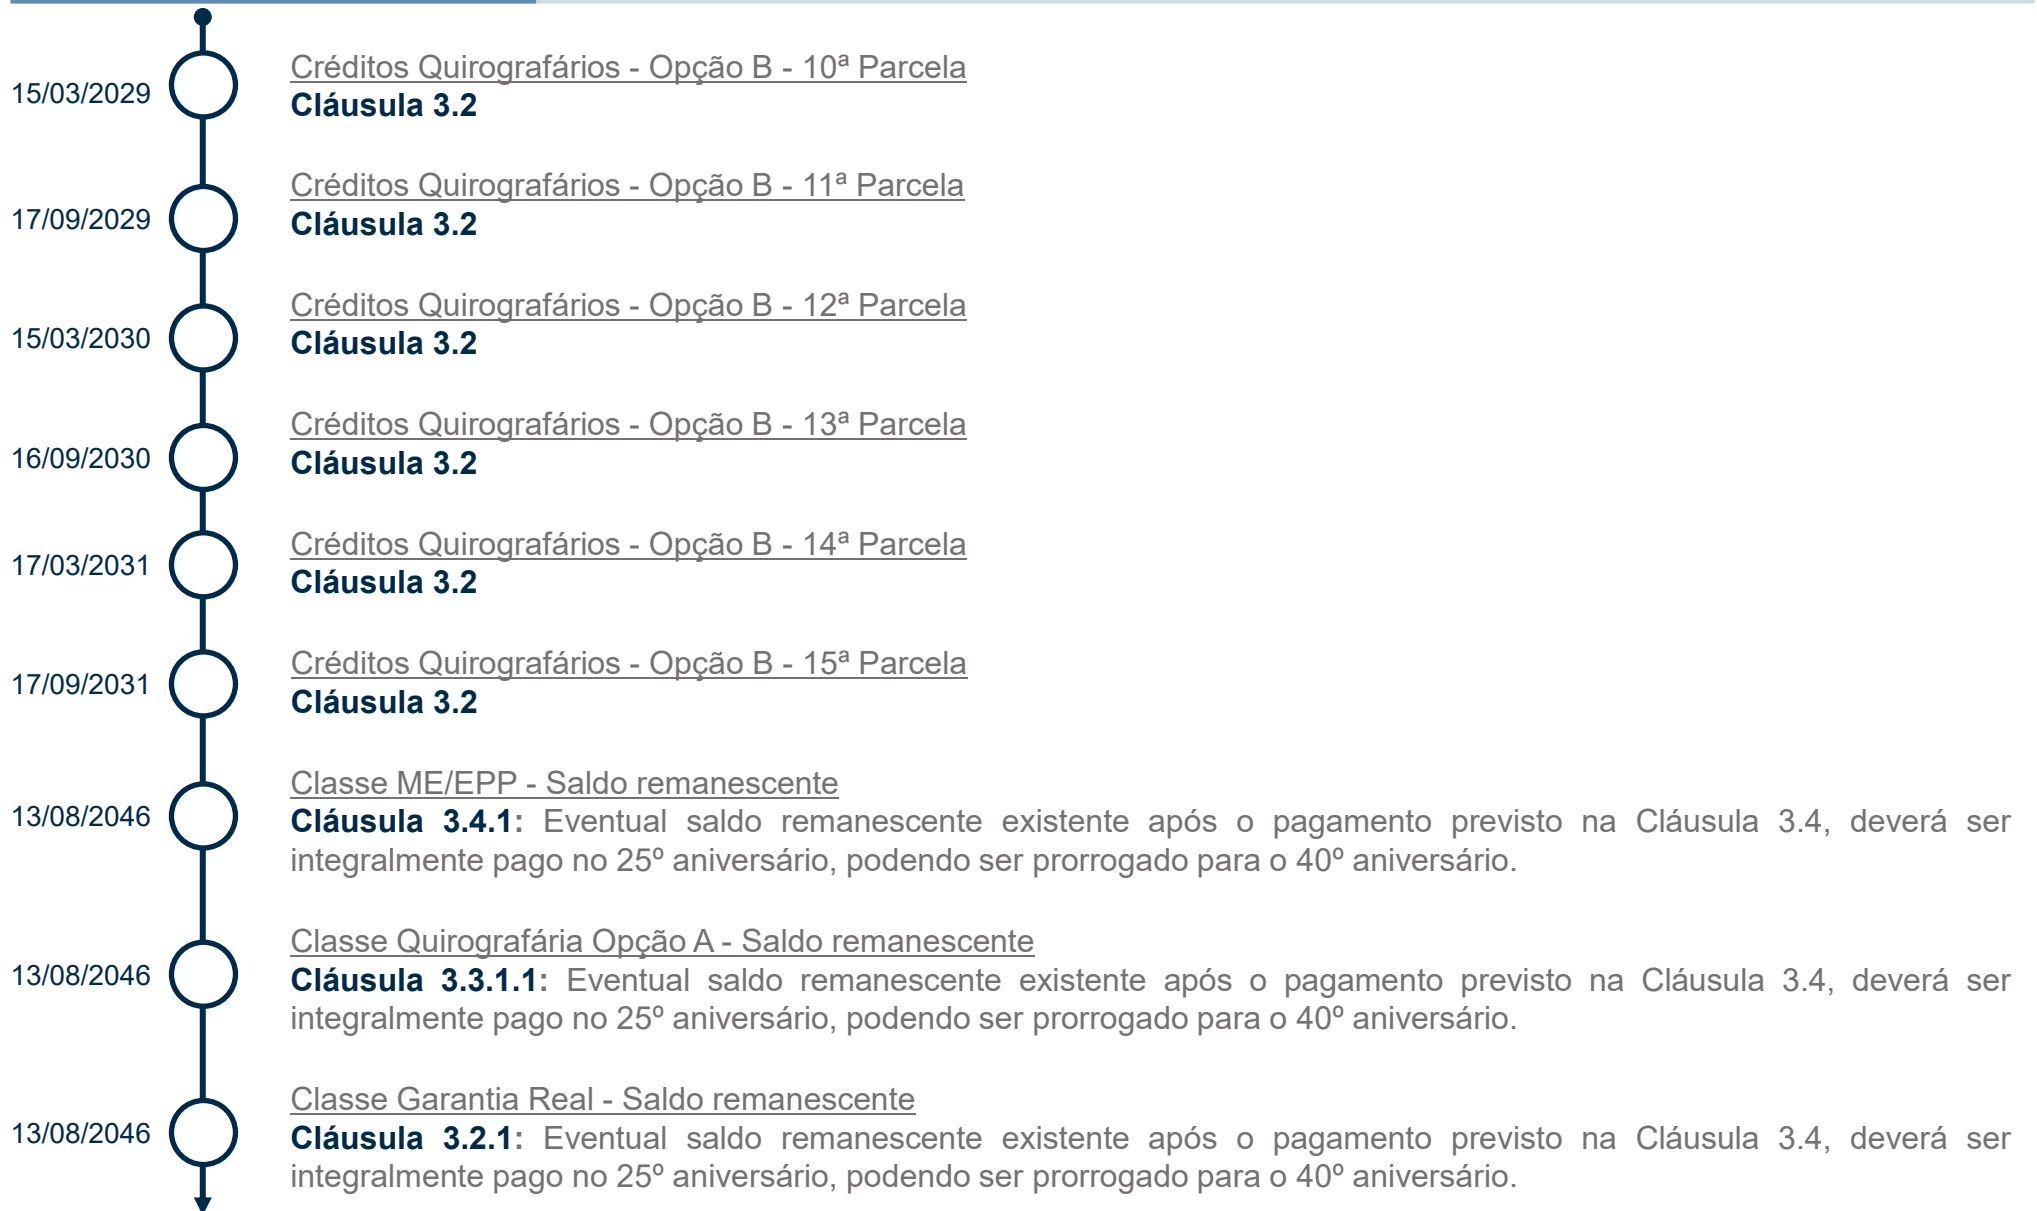 15/03/2029
Créditos Quirografários - Opção B - 10ª Parcela
Cláusula 3.2
17/09/2029
Créditos Quirografários - Opção B - 11ª Parcela
Cláusula 3.2
15/03/2030
Créditos Quirografários - Opção B - 12ª Parcela
Cláusula 3.2
16/09/2030
Créditos Quirografários - Opção B - 13ª Parcela
Cláusula 3.2
17/03/2031
Créditos Quirografários - Opção B - 14ª Parcela
Cláusula 3.2
17/09/2031
Créditos Quirografários - Opção B - 15ª Parcela
Cláusula 3.2
13/08/2046
Classe ME/EPP - Saldo remanescente
Cláusula 3.4.1: Eventual saldo remanescente existente após o pagamento previsto na Cláusula 3.4, deverá ser
integralmente pago no 25º aniversário, podendo ser prorrogado para o 40º aniversário.
13/08/2046
Classe Quirografária Opção A - Saldo remanescente
Cláusula 3.3.1.1: Eventual saldo remanescente existente após o pagamento previsto na Cláusula 3.4, deverá ser
integralmente pago no 25º aniversário, podendo ser prorrogado para o 40º aniversário.
13/08/2046
Classe Garantia Real - Saldo remanescente
Cláusula 3.2.1: Eventual saldo remanescente existente após o pagamento previsto na Cláusula 3.4, deverá ser
integralmente pago no 25º aniversário, podendo ser prorrogado para o 40º aniversário.